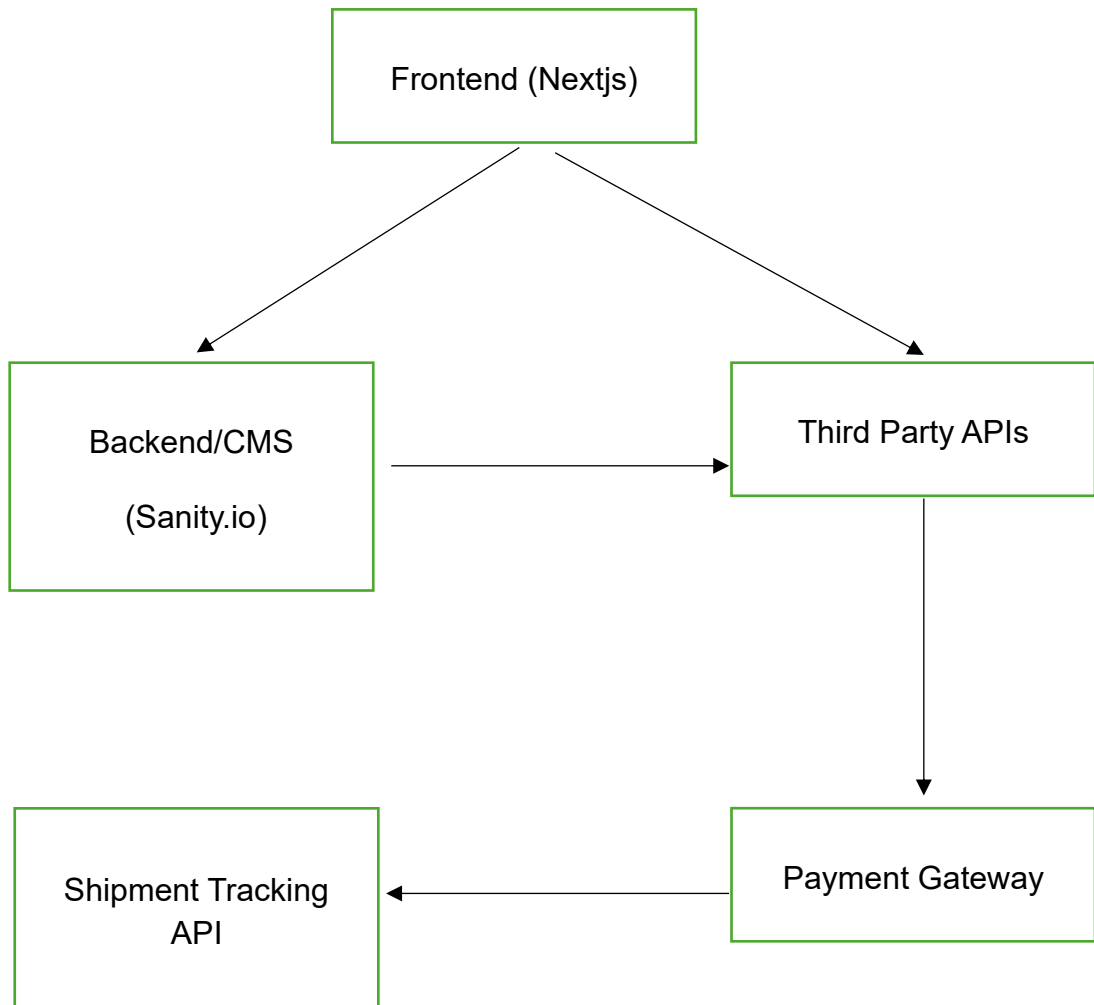 Frontend (Nextjs)
Backend/CMS
(Sanity.io)
Third Party APIs
Shipment Tracking
API
Payment Gateway